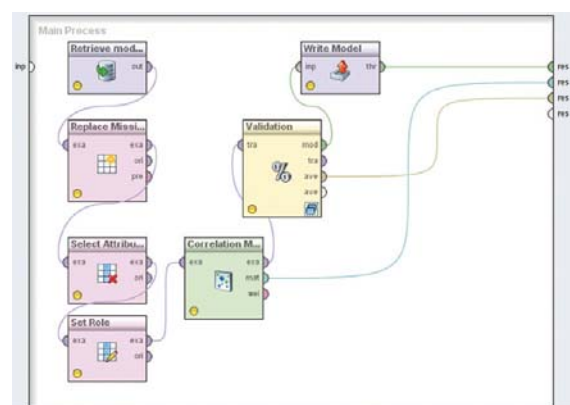 Main Process
Retrieve mod...
out
inp
Write Model
inp
thr
res
res
res
res
Replace Missi...
exa
exa
ori
pre
Validation
tra
mod
tra
ave
ave
%
Select Attribu...
exa
exa
ori
Correlation M...
exa
exa
mat
wei
Set Role
exa
exa
ori